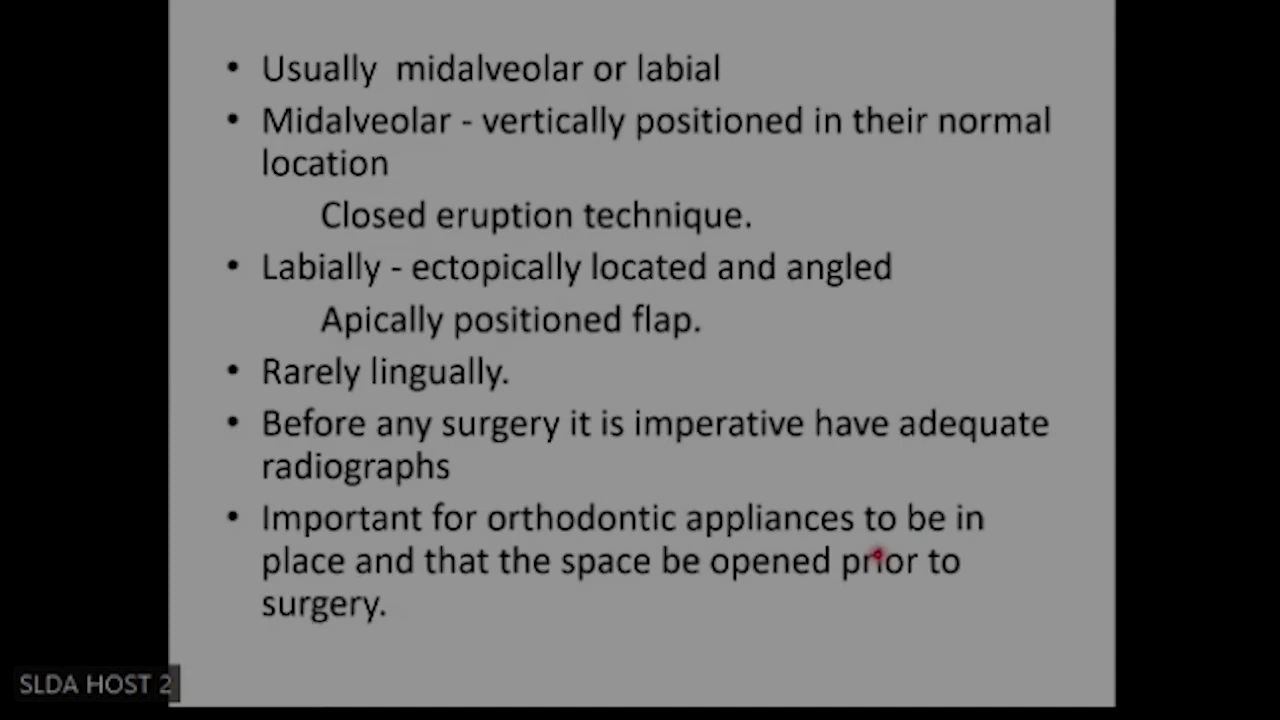 • Usually  midalveolar or labial
• Midalveolar - vertically positioned in their normal
location
Closed eruption technique.
• Labially - ectopically located and angled
Apically positioned flap.
• Rarely lingually.
• Before any surgery it is imperative have adequate
radiographs
• Important for orthodontic appliances to be in
place and that the space be opened prior to
surgery.
SLDA HOST 2